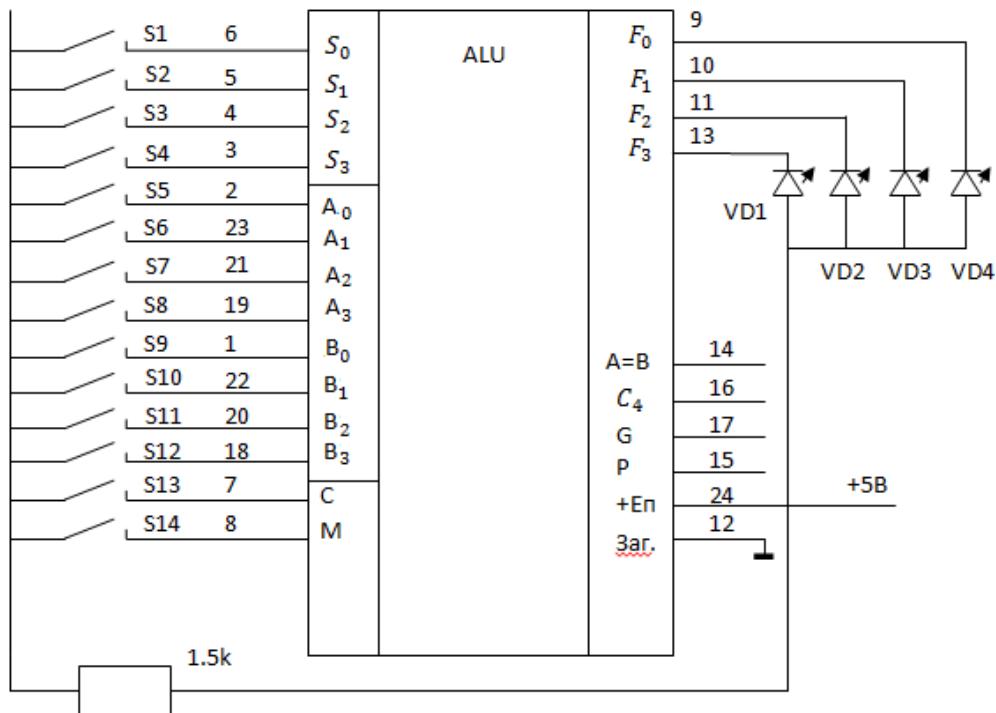 ALU
S1 6 S₀
S2 5 S₁
S3 4 S₂
S4 3 S₃
S5 2 A₀
S6 23 A₁
S7 21 A₂
S8 19 A₃
S9 1 B₀
S10 22 B₁
S11 20 B₂
S12 18 B₃
S13 7 C
S14 8 M
F₀ 9
F₁ 10
F₂ 11
F₃ 13
VD1 VD2 VD3 VD4
A=B 14
C₄ 16
G 17
P 15
+Еп 24 +5В
Заг. 12
1.5k